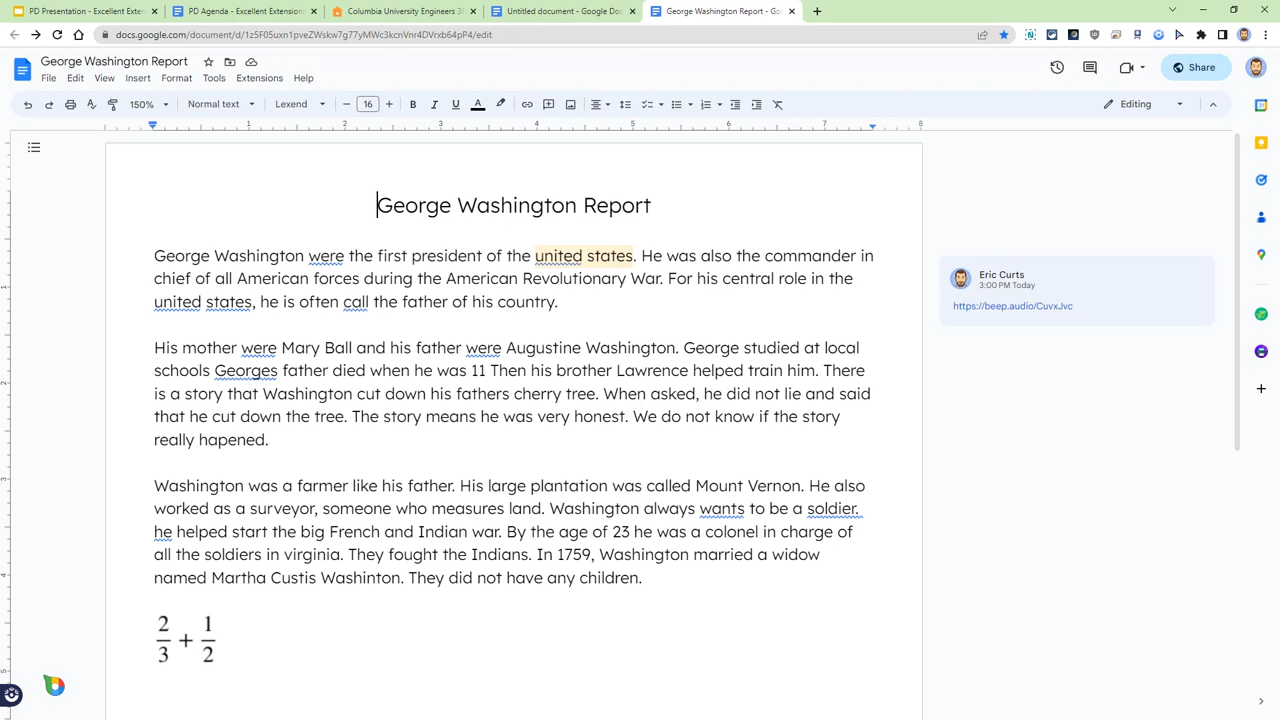 PD Presentation - Excellent Exten
PD Agenda - Excellent Extension
Columbia University Engineers 3D
Untitled document - Google Doc
George Washington Report - Goo
docs.google.com/document/d/1z5F05uxn1pveZWskw7g77yMWc3kcnVnr4DVrxb64pP4/edit
George Washington Report
File Edit View Insert Format Tools Extensions Help
Share
150% Normal text Lexend 16 B I U A Editing
1 2 3 4 5 6 7 8
George Washington Report
George Washington were the first president of the united states. He was also the commander in
chief of all American forces during the American Revolutionary War. For his central role in the
united states, he is often call the father of his country.
His mother were Mary Ball and his father were Augustine Washington. George studied at local
schools Georges father died when he was 11 Then his brother Lawrence helped train him. There
is a story that Washington cut down his fathers cherry tree. When asked, he did not lie and said
that he cut down the tree. The story means he was very honest. We do not know if the story
really hapened.
Washington was a farmer like his father. His large plantation was called Mount Vernon. He also
worked as a surveyor, someone who measures land. Washington always wants to be a soldier.
he helped start the big French and Indian war. By the age of 23 he was a colonel in charge of
all the soldiers in virginia. They fought the Indians. In 1759, Washington married a widow
named Martha Custis Washinton. They did not have any children.
2/3 + 1/2
Eric Curts
3:00 PM Today
https://beep.audio/CuvxJvc